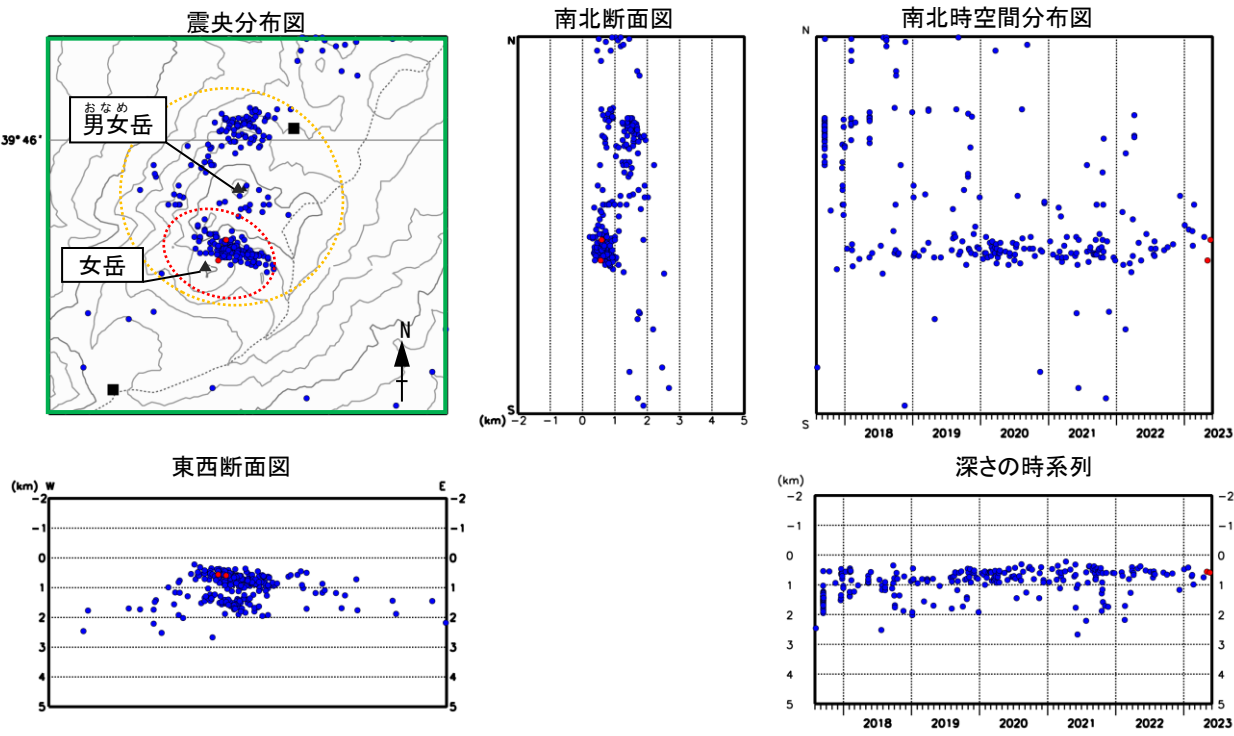 震央分布図
南北断面図
南北時空間分布図
おなめ
男女岳
39°46′
女岳
N
N
S
(km) -2 -1 0 1 2 3 4 5
N
S
2018 2019 2020 2021 2022 2023
東西断面図
(km) W E
-2 -2
-1 -1
0 0
1 1
2 2
3 3
4 4
5 5
深さの時系列
(km)
-2 -2
-1 -1
0 0
1 1
2 2
3 3
4 4
5 5
2018 2019 2020 2021 2022 2023